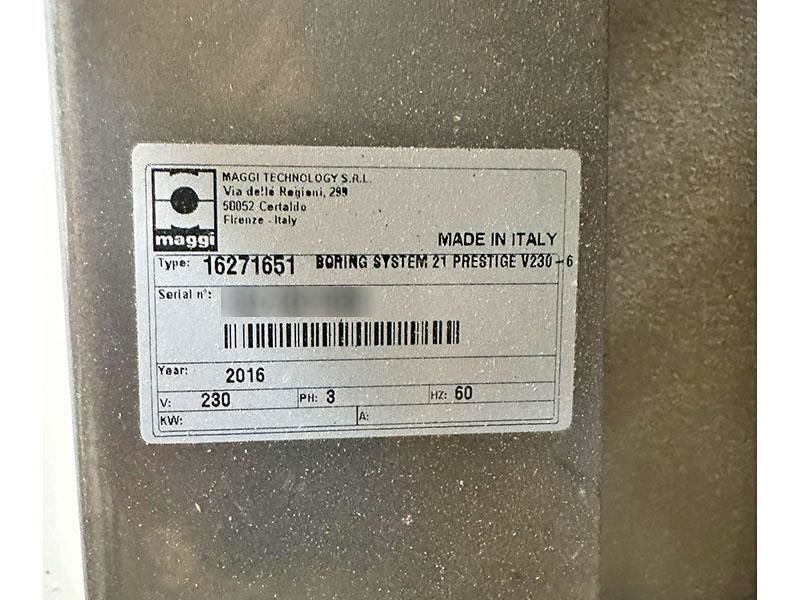 MAGGI TECHNOLOGY S.R.L.
Via delle Regioni, 299
50052 Certaldo
Firenze - Italy
maggi
MADE IN ITALY
Type: 16271651 BORING SYSTEM 21 PRESTIGE V230-6
Serial n°:
Year: 2016
V: 230 PH: 3 HZ: 60
KW: A: